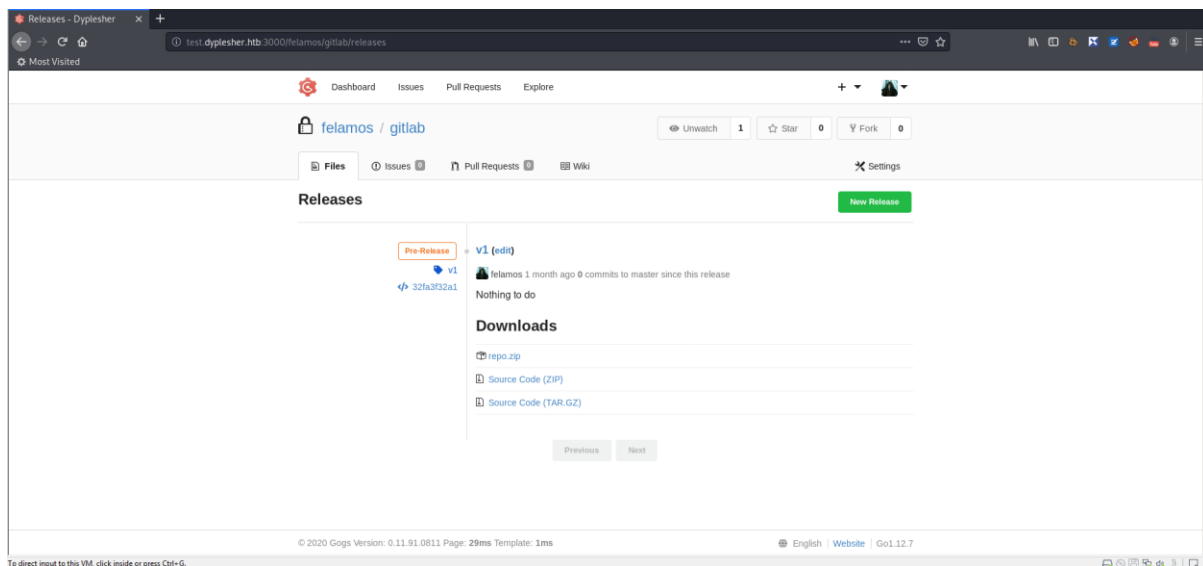 Releases - Dyplesher × +
test.dyplesher.htb:3000/felamos/gitlab/releases
Most Visited
Dashboard Issues Pull Requests Explore +
felamos / gitlab Unwatch 1 Star 0 Fork 0
Files Issues 0 Pull Requests 0 Wiki Settings
Releases New Release
Pre-Release v1 (edit)
v1 felamos 1 month ago 0 commits to master since this release
32fa3f32a1 Nothing to do
Downloads
repo.zip
Source Code (ZIP)
Source Code (TAR.GZ)
Previous Next
© 2020 Gogs Version: 0.11.91.0811 Page: 29ms Template: 1ms English Website Go1.12.7
To direct input to this VM, click inside or press Ctrl+G.